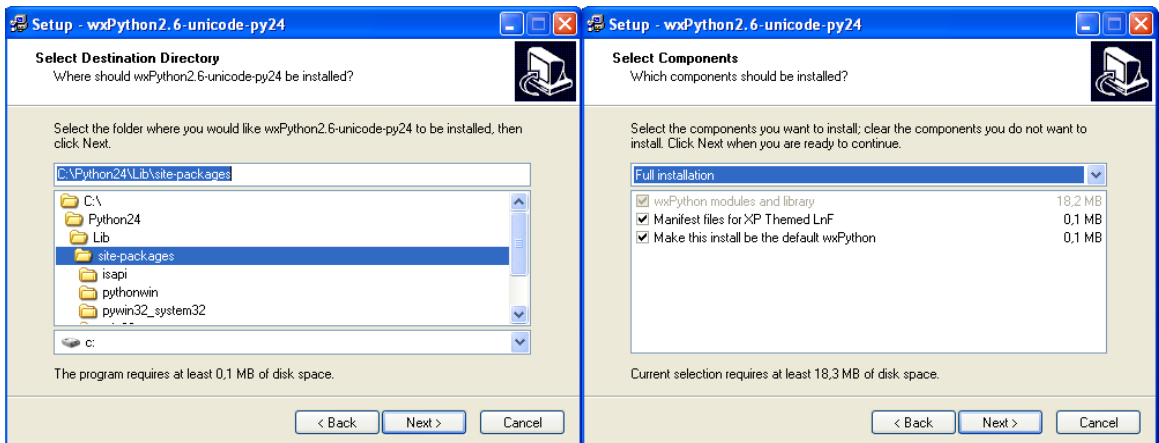 Setup - wxPython2.6-unicode-py24
Select Destination Directory
Where should wxPython2.6-unicode-py24 be installed?
Select the folder where you would like wxPython2.6-unicode-py24 to be installed, then
click Next.
C:\Python24\Lib\site-packages
C:\
Python24
Lib
site-packages
isapi
pythonwin
pywin32_system32
c:
The program requires at least 0,1 MB of disk space.
< Back
Next >
Cancel
Setup - wxPython2.6-unicode-py24
Select Components
Which components should be installed?
Select the components you want to install; clear the components you do not want to
install. Click Next when you are ready to continue.
Full installation
wxPython modules and library 18,2 MB
Manifest files for XP Themed LnF 0,1 MB
Make this install be the default wxPython 0,1 MB
Current selection requires at least 18,3 MB of disk space.
< Back
Next >
Cancel